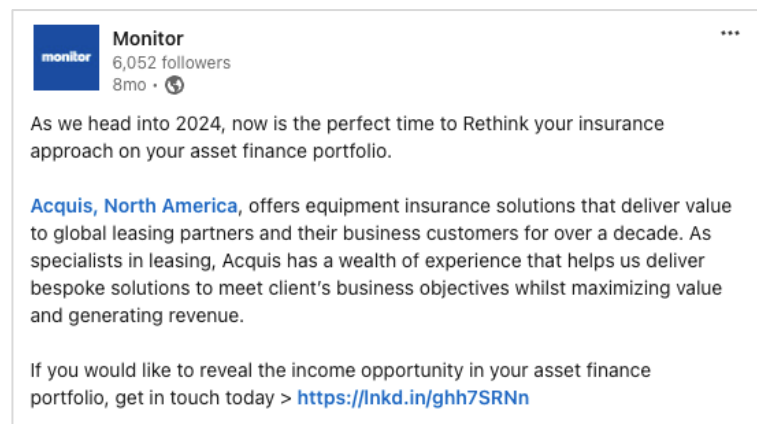 monitor
Monitor
6,052 followers
8mo •
As we head into 2024, now is the perfect time to Rethink your insurance
approach on your asset finance portfolio.
Acquis, North America, offers equipment insurance solutions that deliver value
to global leasing partners and their business customers for over a decade. As
specialists in leasing, Acquis has a wealth of experience that helps us deliver
bespoke solutions to meet client's business objectives whilst maximizing value
and generating revenue.
If you would like to reveal the income opportunity in your asset finance
portfolio, get in touch today > https://lnkd.in/ghh7SRNn